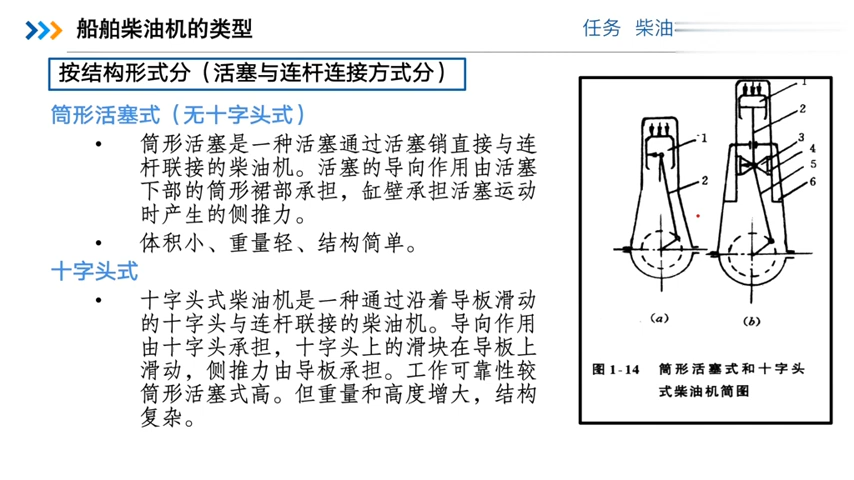 船舶柴油机的类型
任务 柴油
按结构形式分（活塞与连杆连接方式分）
筒形活塞式（无十字头式）
• 筒形活塞是一种活塞通过活塞销直接与连
杆联接的柴油机。活塞的导向作用由活塞
下部的筒形裙部承担，缸壁承担活塞运动
时产生的侧推力。
• 体积小、重量轻、结构简单。
十字头式
• 十字头式柴油机是一种通过沿着导板滑动
的十字头与连杆联接的柴油机。导向作用
由十字头承担，十字头上的滑块在导板上
滑动，侧推力由导板承担。工作可靠性较
筒形活塞式高。但重量和高度增大，结构
复杂。
1
2
1
2
3
4
5
6
(a)
(b)
图1-14 筒形活塞式和十字头
式柴油机简图